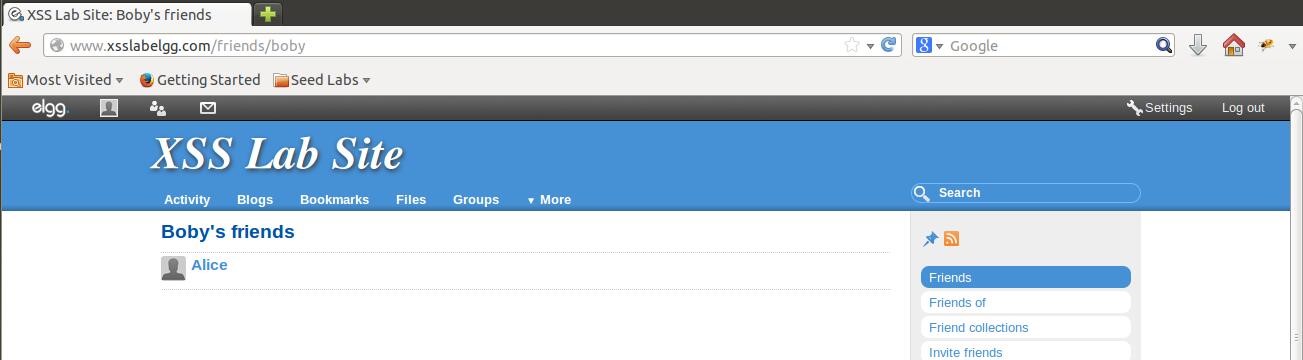 XSS Lab Site: Boby's friends
www.xsslabelgg.com/friends/boby
Google
Most Visited Getting Started Seed Labs
elgg. Settings Log out
XSS Lab Site
Activity Blogs Bookmarks Files Groups More
Search
Boby's friends
Alice
Friends
Friends of
Friend collections
Invite friends